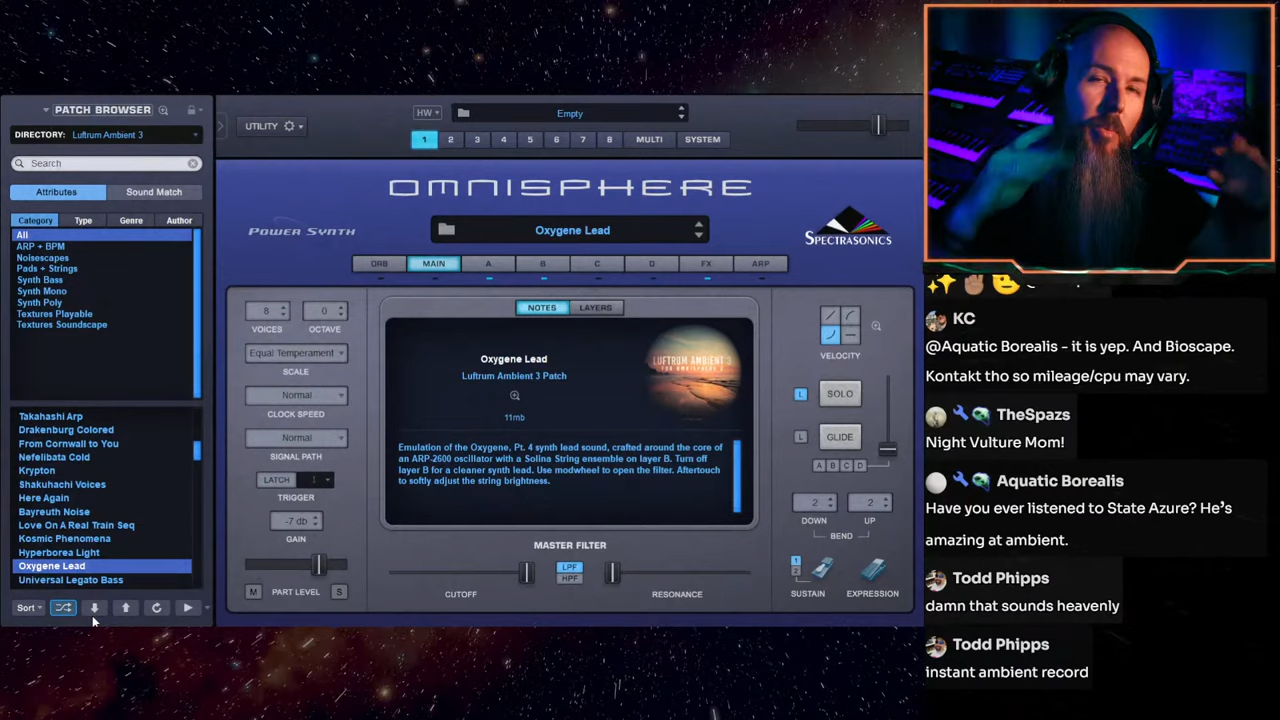 PATCH BROWSER
DIRECTORY: Luftrum Ambient 3
Search
Attributes
Sound Match
Category
Type
Genre
Author
All
ARP + BPM
Noisescapes
Pads + Strings
Synth Bass
Synth Mono
Synth Poly
Textures Playable
Textures Soundscape
Takahashi Arp
Drakenburg Colored
From Cornwall to You
Nefelibata Cold
Krypton
Shakuhachi Voices
Here Again
Bayreuth Noise
Love On A Real Train Seq
Kosmic Phenomena
Hyperborea Light
Oxygene Lead
Universal Legato Bass
Sort
UTILITY
HW
Empty
1 2 3 4 5 6 7 8 MULTI SYSTEM
OMNISPHERE
POWER SYNTH
Oxygene Lead
SPECTRASONICS
ORB MAIN A B C D FX ARP
8
0
VOICES
OCTAVE
Equal Temperament
SCALE
Normal
CLOCK SPEED
Normal
SIGNAL PATH
LATCH
TRIGGER
-7 db
GAIN
M PART LEVEL S
NOTES
LAYERS
Oxygene Lead
Luftrum Ambient 3 Patch
11mb
LUFTRUM AMBIENT 3
FOR OMNISPHERE 2
Emulation of the Oxygene, Pt. 4 synth lead sound, crafted around the core of
an ARP-2600 oscillator with a Solina String ensemble on layer B. Turn off
layer B for a cleaner synth lead. Use modwheel to open the filter. Aftertouch
to softly adjust the string brightness.
MASTER FILTER
LPF
HPF
CUTOFF
RESONANCE
VELOCITY
L SOLO
L GLIDE
A B C D
2
2
DOWN
UP
BEND
1
2
SUSTAIN
EXPRESSION
KC
@Aquatic Borealis - it is yep. And Bioscape.
Kontakt tho so mileage/cpu may vary.
TheSpazs
Night Vulture Mom!
Aquatic Borealis
Have you ever listened to State Azure? He's
amazing at ambient.
Todd Phipps
damn that sounds heavenly
Todd Phipps
instant ambient record